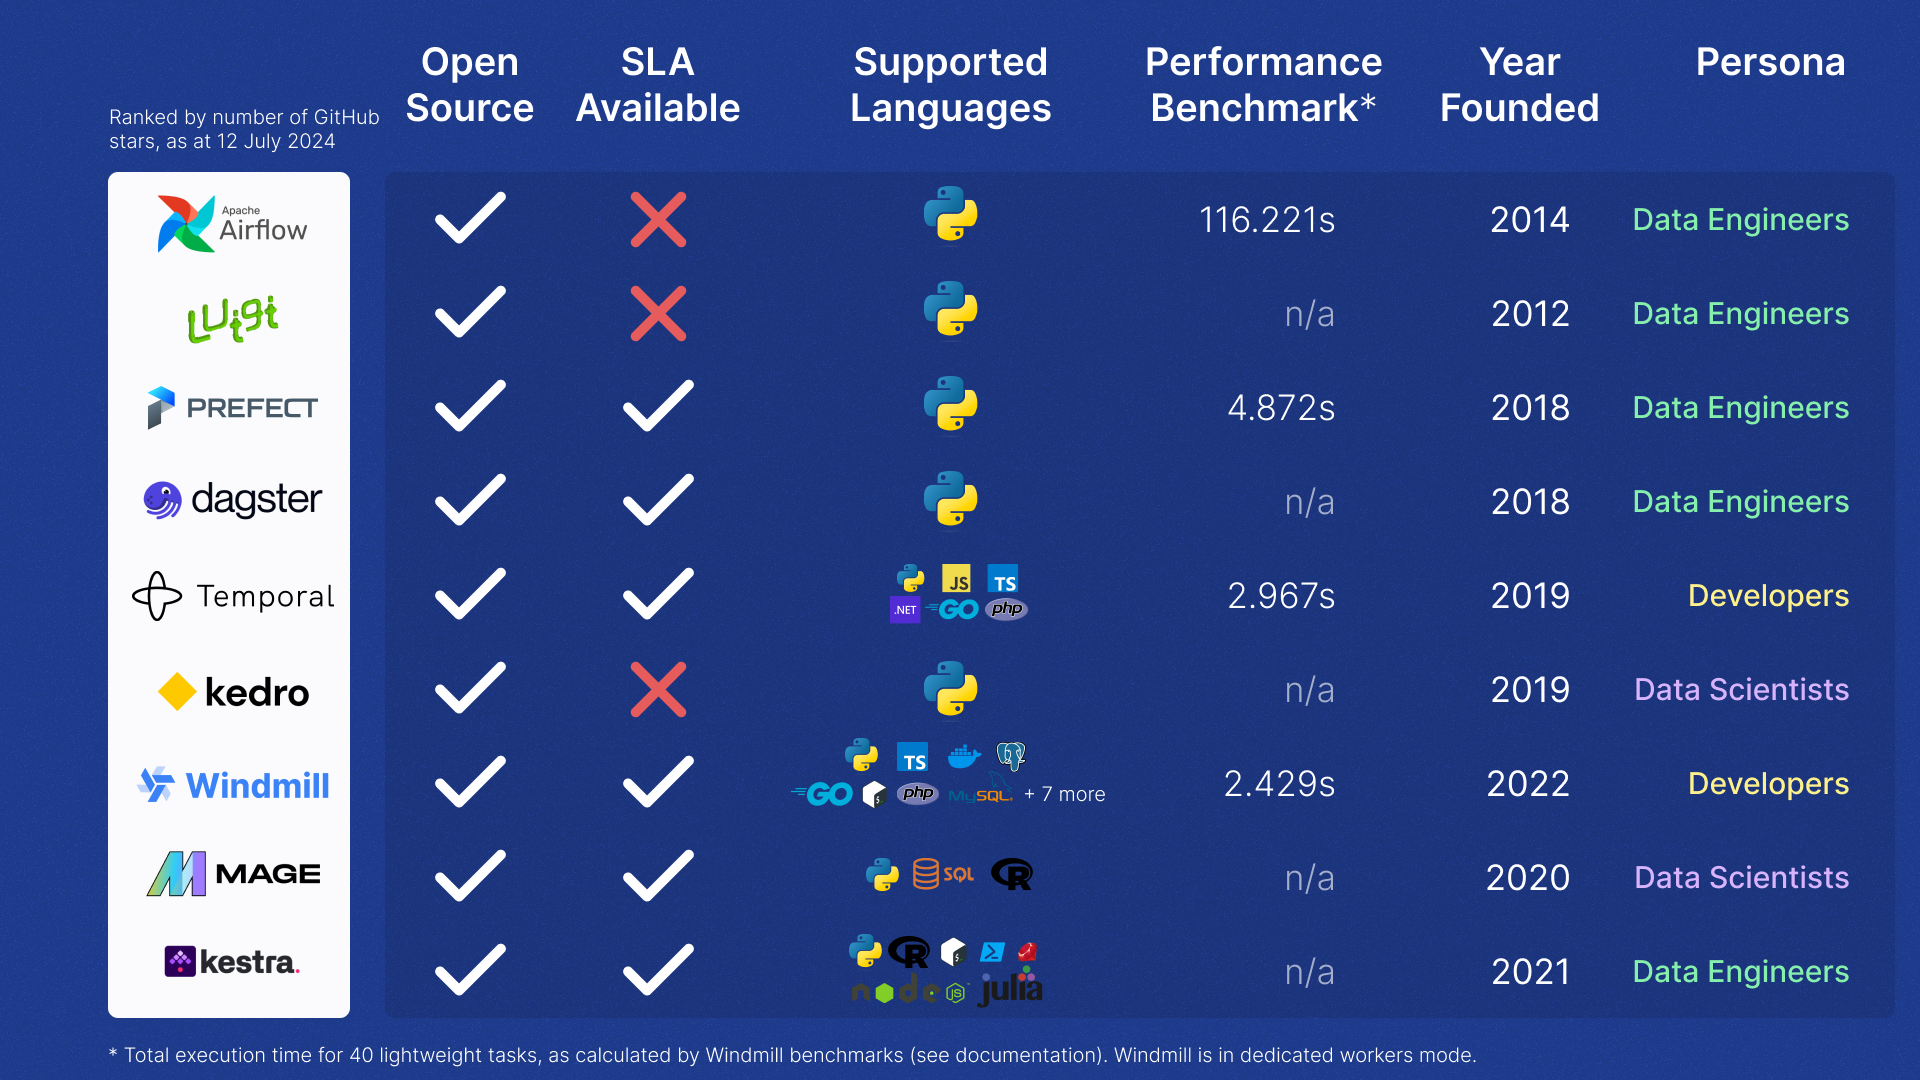 Open Source
SLA Available
Supported Languages
Performance Benchmark*
Year Founded
Persona
Ranked by number of GitHub
stars, as at 12 July 2024
Apache Airflow
116.221s
2014
Data Engineers
Luigi
n/a
2012
Data Engineers
PREFECT
4.872s
2018
Data Engineers
dagster
n/a
2018
Data Engineers
Temporal
JS
TS
.NET
GO
php
2.967s
2019
Developers
kedro
n/a
2019
Data Scientists
Windmill
TS
GO
$
php
MySQL
+ 7 more
2.429s
2022
Developers
MAGE
SQL
R
n/a
2020
Data Scientists
kestra.
R
$
node
JS
julia
n/a
2021
Data Engineers
* Total execution time for 40 lightweight tasks, as calculated by Windmill benchmarks (see documentation). Windmill is in dedicated workers mode.